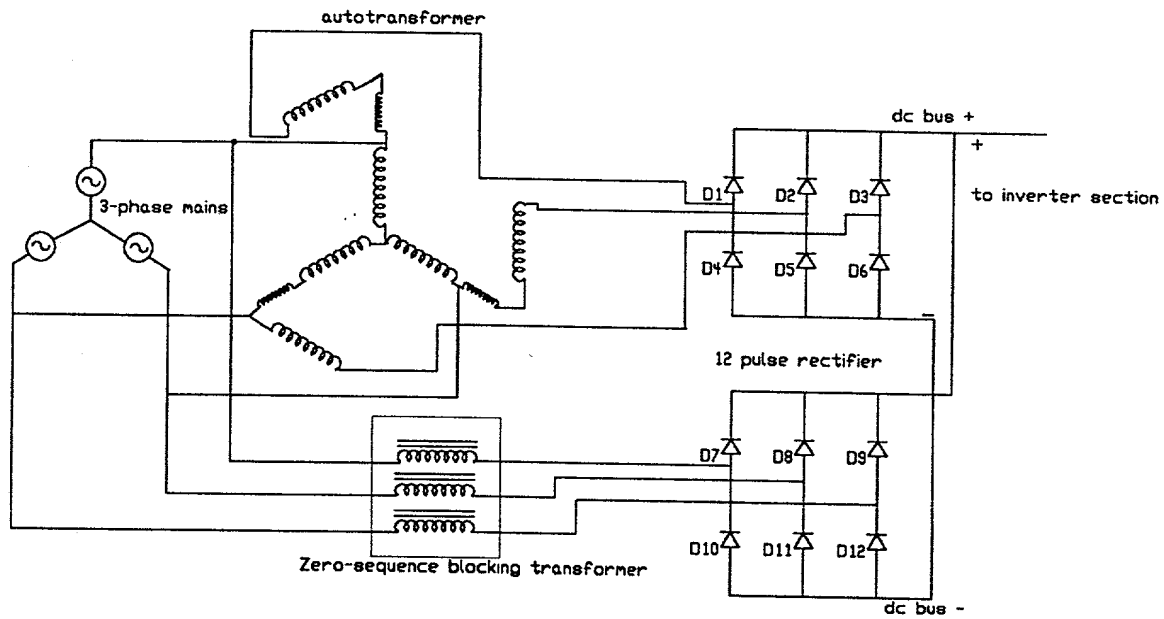 autotransformer
dc bus +
+
3-phase mains
D1
D2
D3
to inverter section
D4
D5
D6
-
12 pulse rectifier
D7
D8
D9
D10
D11
D12
Zero-sequence blocking transformer
dc bus -